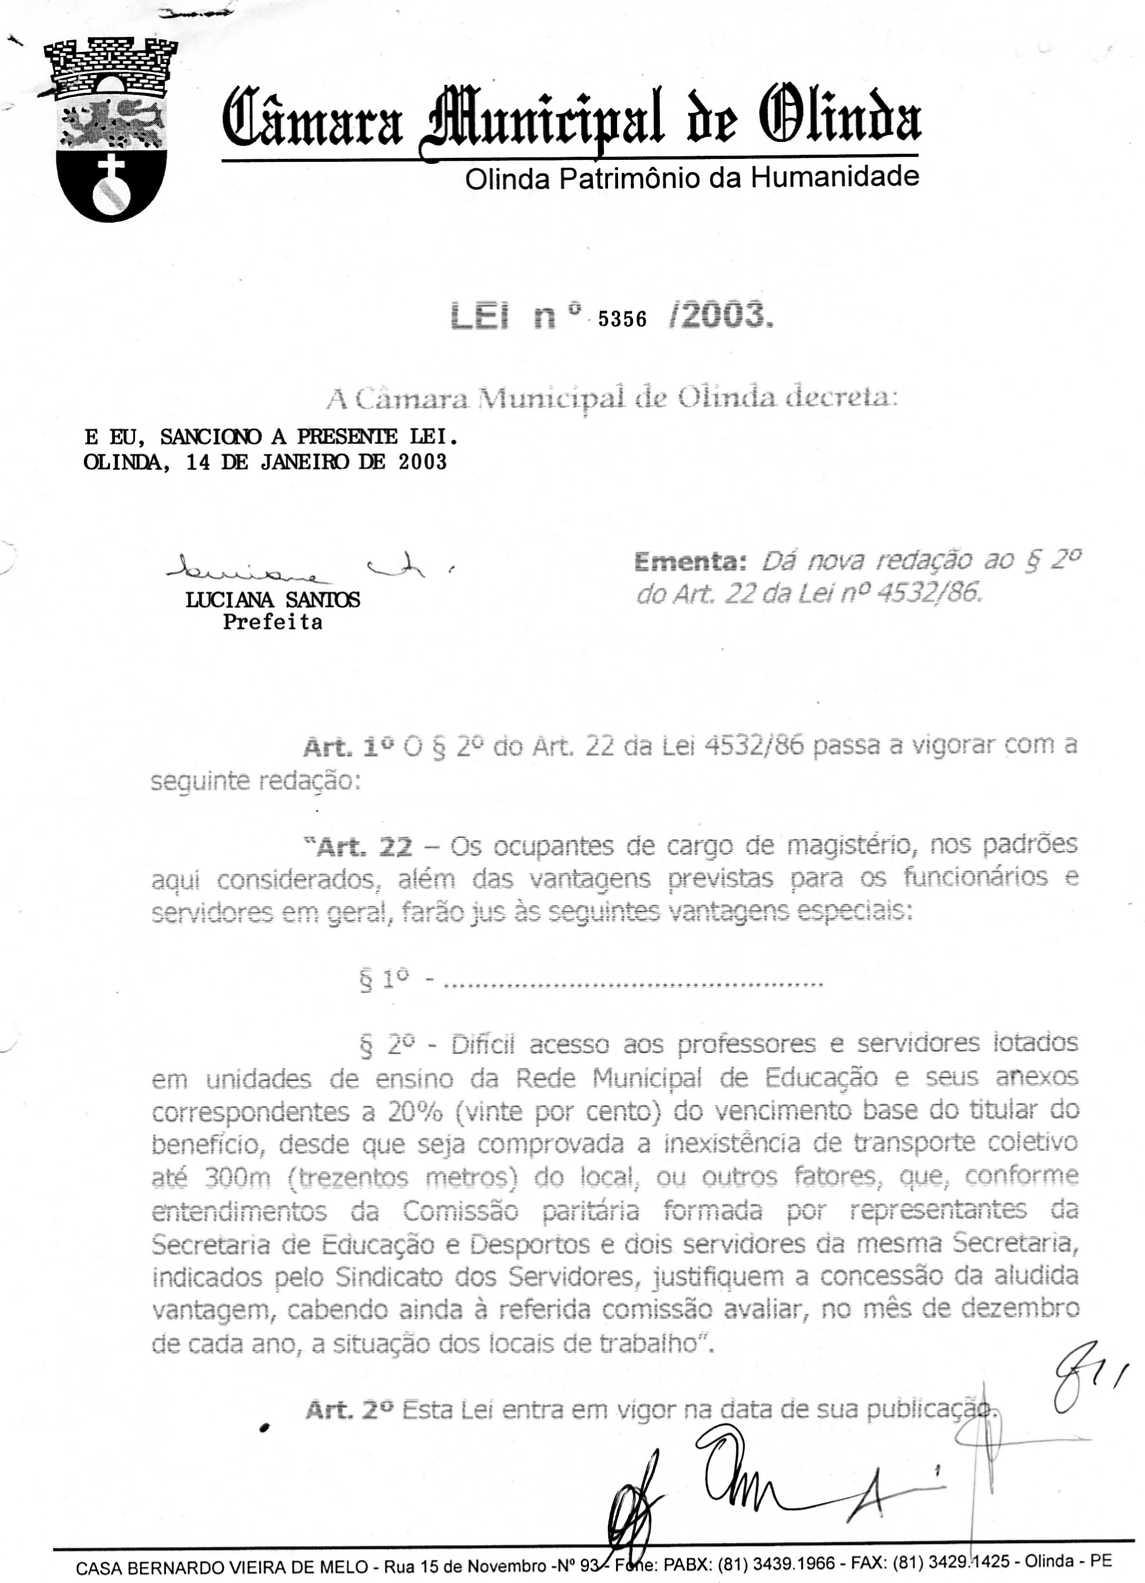 Câmara Municipal de Olinda
Olinda Patrimônio da Humanidade
LEI nº 5356 /2003.
A Câmara Municipal de Olinda decreta:
E EU, SANCIONO A PRESENTE LEI.
OLINDA, 14 DE JANEIRO DE 2003
LUCIANA SANTOS
Prefeita
Ementa: Dá nova redação ao § 2º
do Art. 22 da Lei nº 4532/86.
Art. 1º O § 2º do Art. 22 da Lei 4532/86 passa a vigorar com a
seguinte redação:
"Art. 22 – Os ocupantes de cargo de magistério, nos padrões
aqui considerados, além das vantagens previstas para os funcionários e
servidores em geral, farão jus às seguintes vantagens especiais:
§ 1º - .................................................
§ 2º - Difícil acesso aos professores e servidores lotados
em unidades de ensino da Rede Municipal de Educação e seus anexos
correspondentes a 20% (vinte por cento) do vencimento base do titular do
benefício, desde que seja comprovada a inexistência de transporte coletivo
até 300m (trezentos metros) do local, ou outros fatores, que, conforme
entendimentos da Comissão paritária formada por representantes da
Secretaria de Educação e Desportos e dois servidores da mesma Secretaria,
indicados pelo Sindicato dos Servidores, justifiquem a concessão da aludida
vantagem, cabendo ainda à referida comissão avaliar, no mês de dezembro
de cada ano, a situação dos locais de trabalho".
Art. 2º Esta Lei entra em vigor na data de sua publicação.
CASA BERNARDO VIEIRA DE MELO - Rua 15 de Novembro -Nº 93 - Fone: PABX: (81) 3439.1966 - FAX: (81) 3429.1425 - Olinda - PE